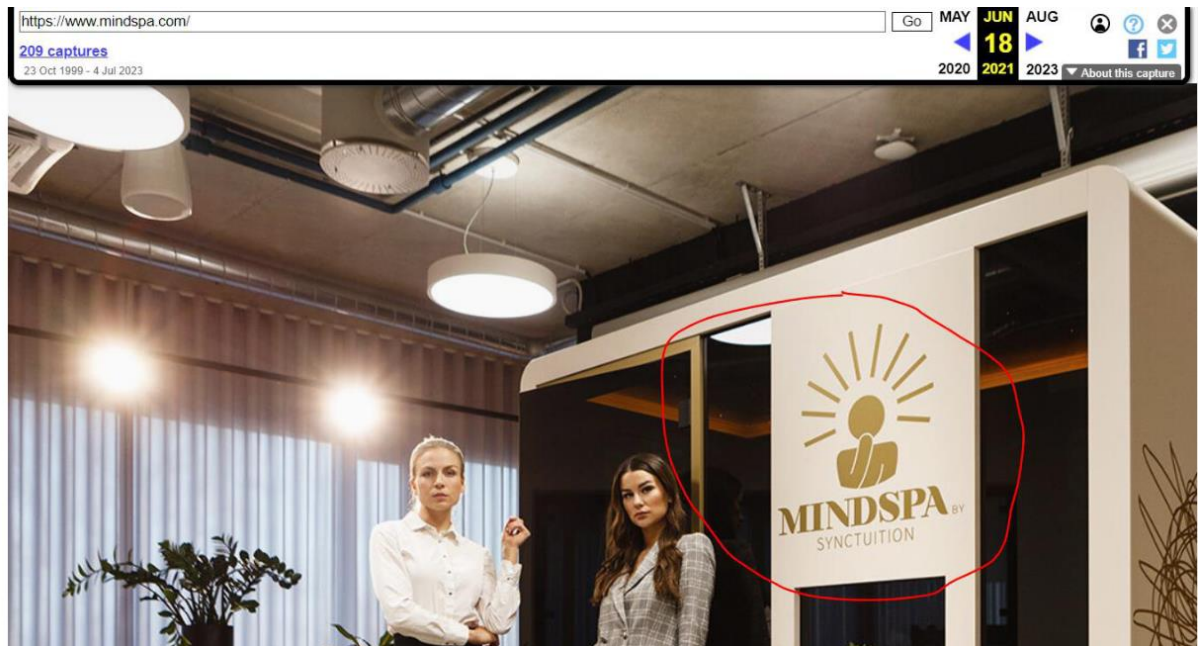 https://www.mindspa.com/
Go
MAY JUN AUG
209 captures
18
23 Oct 1999 - 4 Jul 2023
2020 2021 2023
About this capture
MINDSPA BY
SYNCTUITION